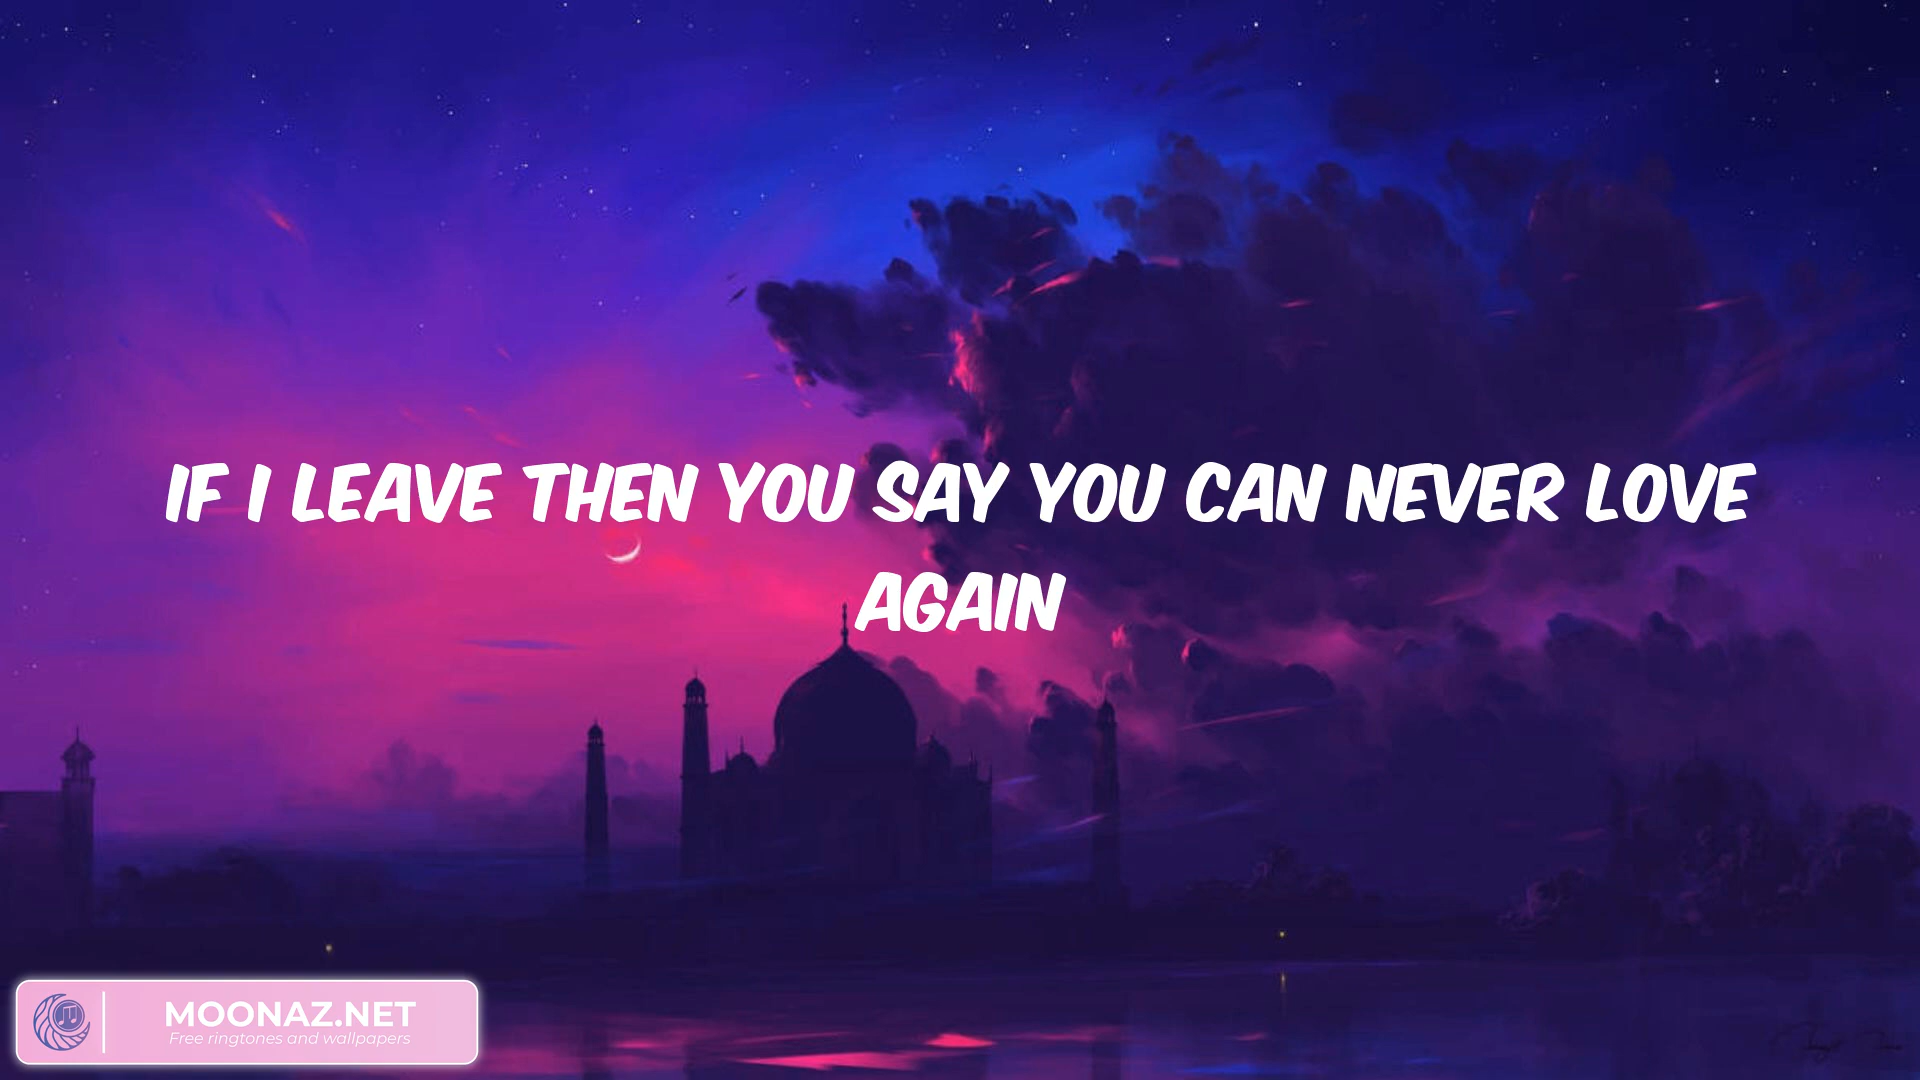 IF I LEAVE THEN YOU SAY YOU CAN NEVER LOVE
AGAIN
MOONAZ.NET
Free ringtones and wallpapers